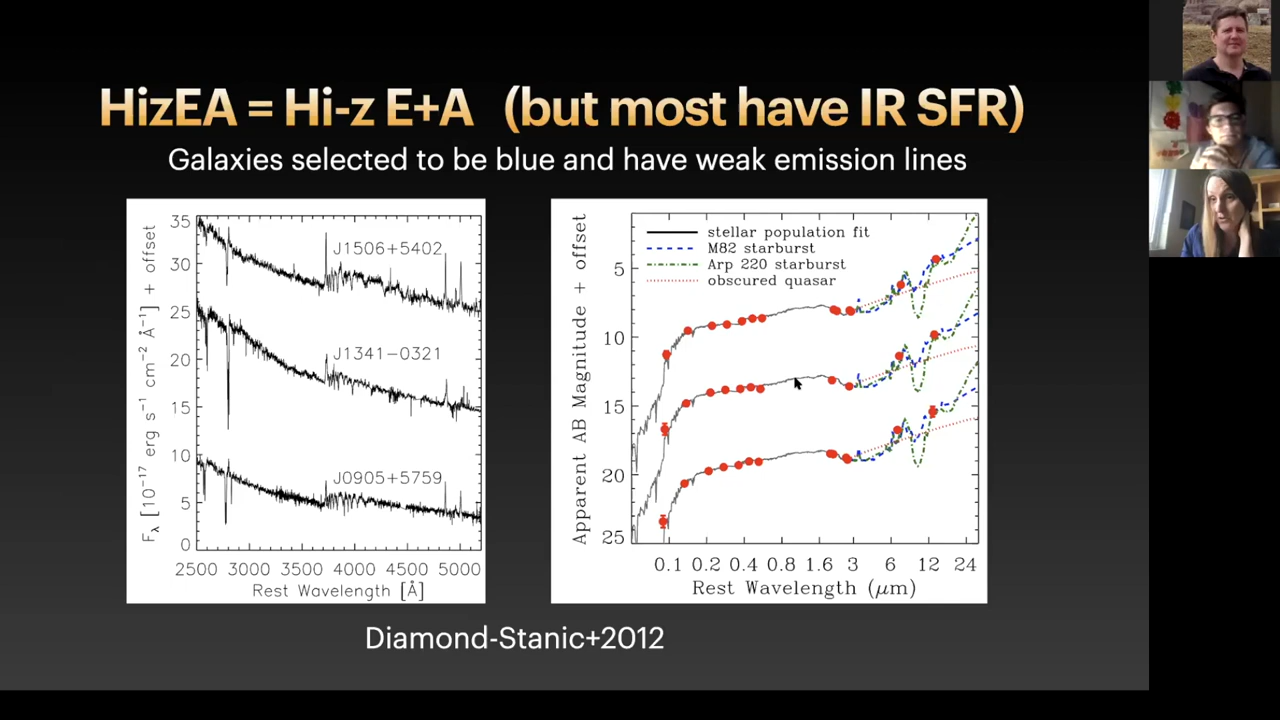 HizEA = Hi-z E+A (but most have IR SFR)
Galaxies selected to be blue and have weak emission lines
35
30
25
20
15
10
5
0
F_λ [10⁻¹⁷ erg s⁻¹ cm⁻² Å⁻¹] + offset
J1506+5402
J1341−0321
J0905+5759
2500 3000 3500 4000 4500 5000
Rest Wavelength [Å]
Apparent AB Magnitude + offset
stellar population fit
M82 starburst
Arp 220 starburst
obscured quasar
5
10
15
20
25
0.1 0.2 0.4 0.8 1.6 3 6 12 24
Rest Wavelength (μm)
Diamond-Stanic+2012